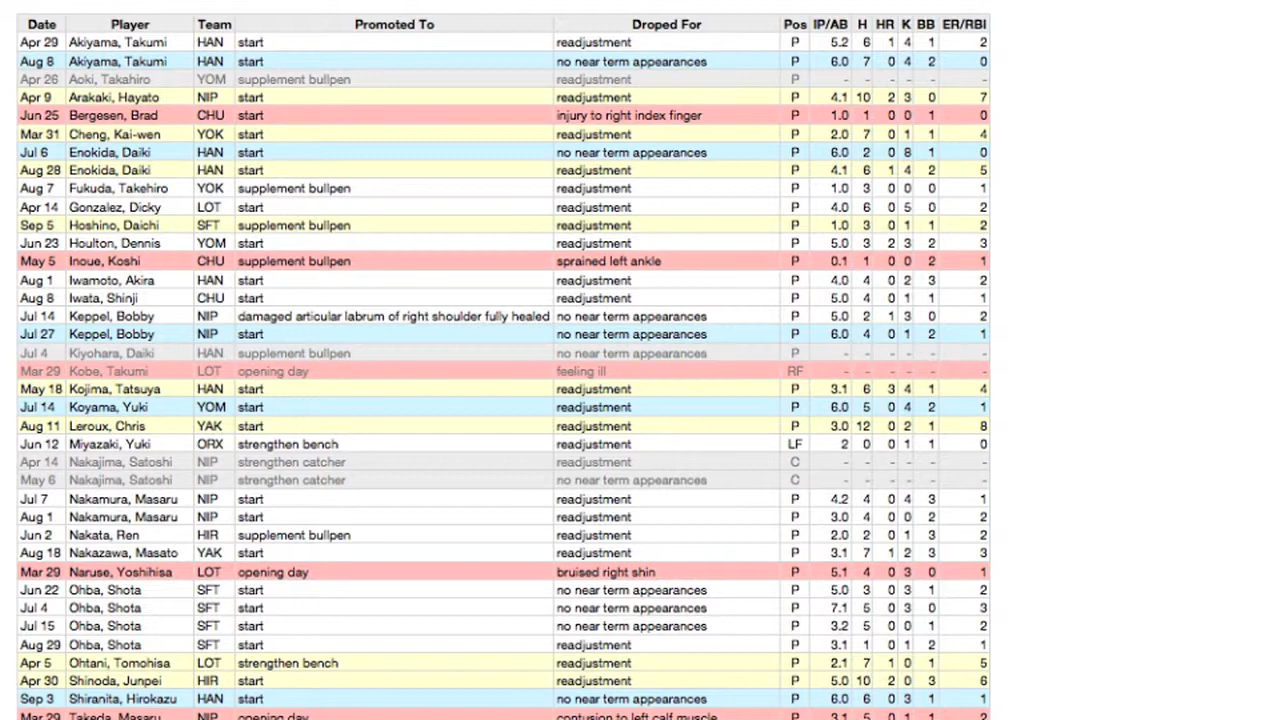 Date Player Team Promoted To Droped For Pos IP/AB H HR K BB ER/RBI
Apr 29 Akiyama, Takumi HAN start readjustment P 5.2 6 1 4 1 2
Aug 8 Akiyama, Takumi HAN start no near term appearances P 6.0 7 0 4 2 0
Apr 26 Aoki, Takahiro YOM supplement bullpen readjustment P - - - - - -
Apr 9 Arakaki, Hayato NIP start readjustment P 4.1 10 2 3 0 7
Jun 25 Bergesen, Brad CHU start injury to right index finger P 1.0 1 0 0 1 0
Mar 31 Cheng, Kai-wen YOK start readjustment P 2.0 7 0 1 1 4
Jul 6 Enokida, Daiki HAN start no near term appearances P 6.0 2 0 8 1 0
Aug 28 Enokida, Daiki HAN start readjustment P 4.1 6 1 4 2 5
Aug 7 Fukuda, Takehiro YOK supplement bullpen readjustment P 1.0 3 0 0 0 1
Apr 14 Gonzalez, Dicky LOT start readjustment P 4.0 6 0 5 0 2
Sep 5 Hoshino, Daichi SFT supplement bullpen readjustment P 1.0 3 0 1 1 2
Jun 23 Houlton, Dennis YOM start readjustment P 5.0 3 2 3 2 3
May 5 Inoue, Koshi CHU supplement bullpen sprained left ankle P 0.1 1 0 0 2 1
Aug 1 Iwamoto, Akira HAN start readjustment P 4.0 4 0 2 3 2
Aug 8 Iwata, Shinji CHU start readjustment P 5.0 4 0 1 1 1
Jul 14 Keppel, Bobby NIP damaged articular labrum of right shoulder fully healed no near term appearances P 5.0 2 1 3 0 2
Jul 27 Keppel, Bobby NIP start no near term appearances P 6.0 4 0 1 2 1
Jul 4 Kiyohara, Daiki HAN supplement bullpen no near term appearances P - - - - - -
Mar 29 Kobe, Takumi LOT opening day feeling ill RF - - - - - -
May 18 Kojima, Tatsuya HAN start readjustment P 3.1 6 3 4 1 4
Jul 14 Koyama, Yuki YOM start readjustment P 6.0 5 0 4 2 1
Aug 11 Leroux, Chris YAK start readjustment P 3.0 12 0 2 1 8
Jun 12 Miyazaki, Yuki ORX strengthen bench readjustment LF 2 0 0 1 1 0
Apr 14 Nakajima, Satoshi NIP strengthen catcher readjustment C - - - - - -
May 6 Nakajima, Satoshi NIP strengthen catcher no near term appearances C - - - - - -
Jul 7 Nakamura, Masaru NIP start readjustment P 4.2 4 0 4 3 1
Aug 1 Nakamura, Masaru NIP start readjustment P 3.0 4 0 0 2 2
Jun 2 Nakata, Ren HIR supplement bullpen readjustment P 2.0 2 0 1 3 2
Aug 18 Nakazawa, Masato YAK start readjustment P 3.1 7 1 2 3 3
Mar 29 Naruse, Yoshihisa LOT opening day bruised right shin P 5.1 4 0 3 0 1
Jun 22 Ohba, Shota SFT start no near term appearances P 5.0 3 0 3 1 2
Jul 4 Ohba, Shota SFT start no near term appearances P 7.1 5 0 3 0 3
Jul 15 Ohba, Shota SFT start no near term appearances P 3.2 5 0 0 1 2
Aug 29 Ohba, Shota SFT start readjustment P 3.1 1 0 1 2 1
Apr 5 Ohtani, Tomohisa LOT strengthen bench readjustment P 2.1 7 1 0 1 5
Apr 30 Shinoda, Junpei HIR start readjustment P 5.0 10 2 0 3 6
Sep 3 Shiranita, Hirokazu HAN start no near term appearances P 6.0 6 0 3 1 1
Mar 29 Takeda, Masaru NIP opening day contusion to left calf muscle P 3.1 5 0 1 1 2